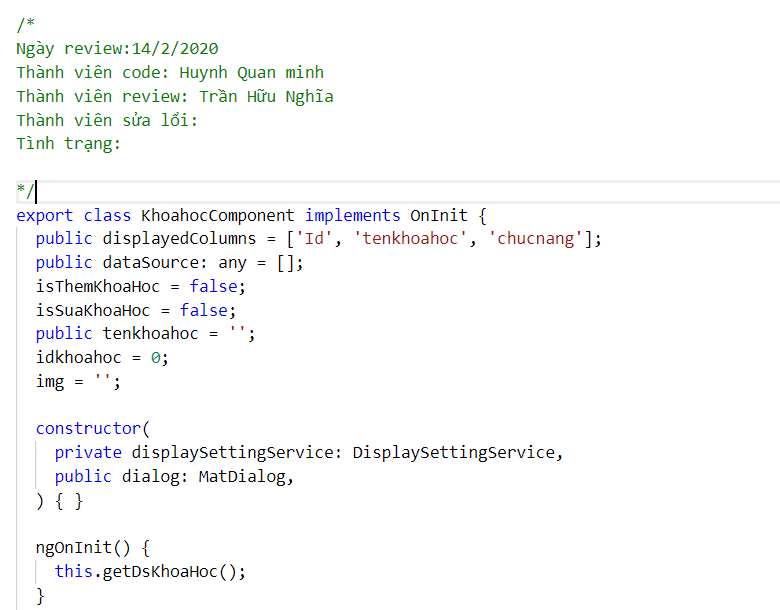 /*
Ngày review:14/2/2020
Thành viên code: Huynh Quan minh
Thành viên review: Trần Hữu Nghĩa
Thành viên sửa lổi:
Tình trạng:
*/
export class KhoahocComponent implements OnInit {
public displayedColumns = ['Id', 'tenkhoahoc', 'chucnang'];
public dataSource: any = [];
isThemKhoaHoc = false;
isSuaKhoaHoc = false;
public tenkhoahoc = '';
idkhoahoc = 0;
img = '';
constructor(
private displaySettingService: DisplaySettingService,
public dialog: MatDialog,
) { }
ngOnInit() {
this.getDsKhoaHoc();
}